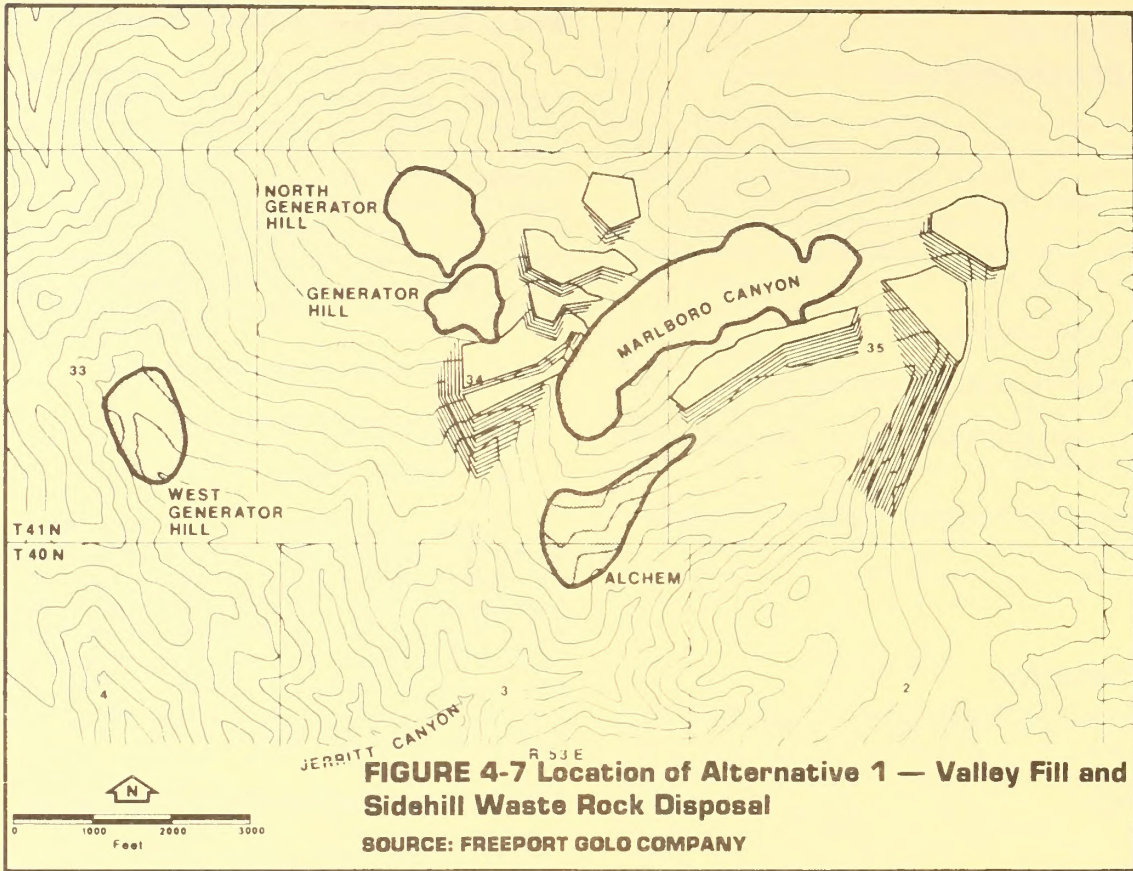 NORTH
GENERATOR
HILL
GENERATOR
HILL
MARLBORO CANYON
35
34
33
WEST
GENERATOR
HILL
T41N
T40N
ALCHEM
4
3
2
JERRITT CANYON
R 53 E
FIGURE 4-7 Location of Alternative 1 — Valley Fill and
Sidehill Waste Rock Disposal
N
0 1000 2000 3000
Feet
SOURCE: FREEPORT GOLO COMPANY